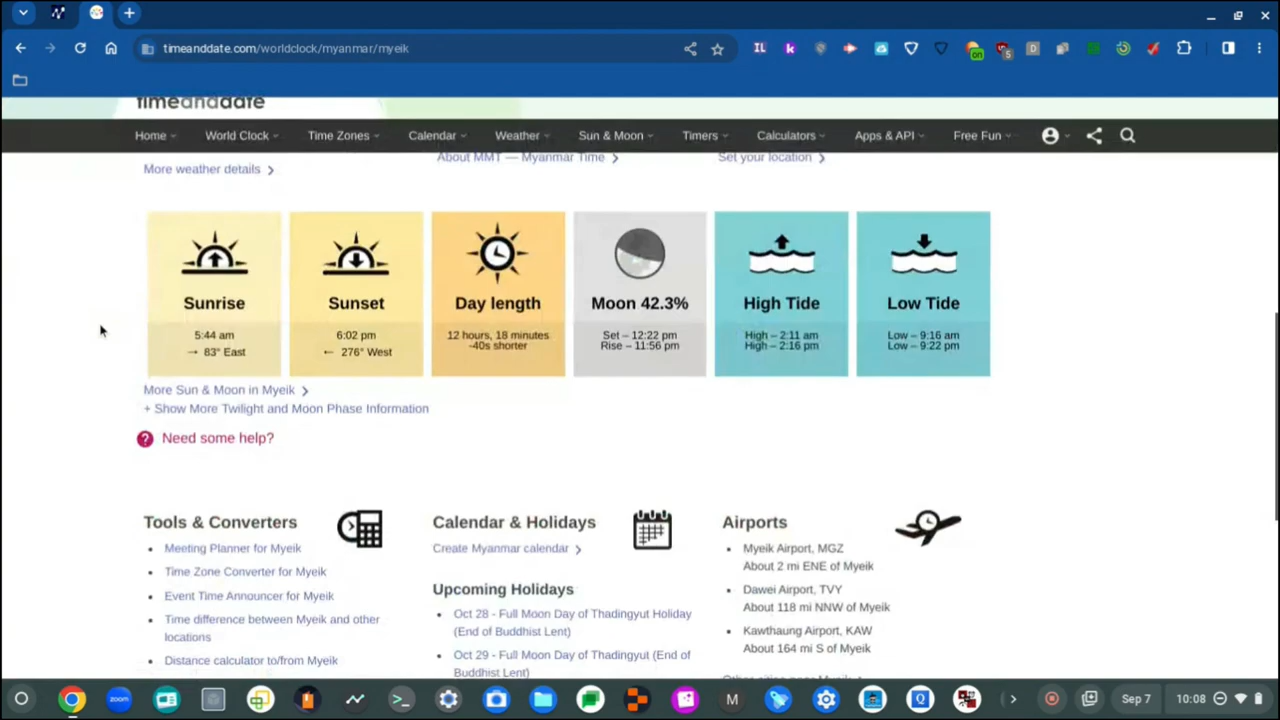 timeanddate.com/worldclock/myanmar/myeik
IL
k
on
5
D
timeanddate
Home
World Clock
Time Zones
Calendar
Weather
Sun & Moon
Timers
Calculators
Apps & API
Free Fun
More weather details
About MMT — Myanmar Time
Set your location
Sunrise
5:44 am
→ 83° East
Sunset
6:02 pm
← 276° West
Day length
12 hours, 18 minutes
-40s shorter
Moon 42.3%
Set – 12:22 pm
Rise – 11:56 pm
High Tide
High – 2:11 am
High – 2:16 pm
Low Tide
Low – 9:16 am
Low – 9:22 pm
More Sun & Moon in Myeik
+ Show More Twilight and Moon Phase Information
? Need some help?
Tools & Converters
• Meeting Planner for Myeik
• Time Zone Converter for Myeik
• Event Time Announcer for Myeik
• Time difference between Myeik and other
locations
• Distance calculator to/from Myeik
Calendar & Holidays
Create Myanmar calendar
Upcoming Holidays
• Oct 28 - Full Moon Day of Thadingyut Holiday
(End of Buddhist Lent)
• Oct 29 - Full Moon Day of Thadingyut (End of
Buddhist Lent)
Airports
• Myeik Airport, MGZ
About 2 mi ENE of Myeik
• Dawei Airport, TVY
About 118 mi NNW of Myeik
• Kawthaung Airport, KAW
About 164 mi S of Myeik
zoom
M
Q
Sep 7
10:08